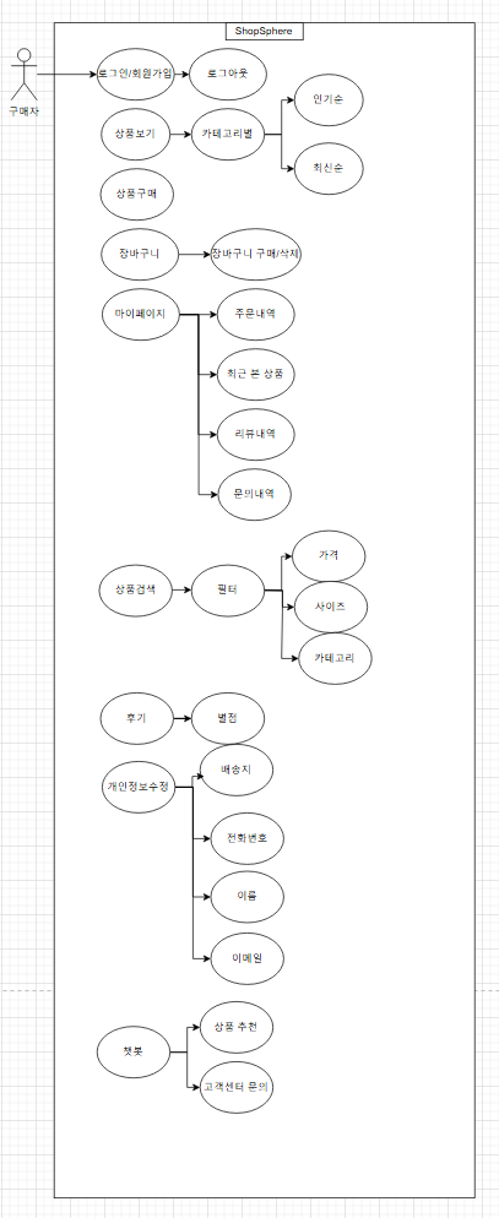 ShopSphere
구매자
로그인/회원가입
로그아웃
상품보기
카테고리별
인기순
최신순
상품구매
장바구니
장바구니 구매/삭제
마이페이지
주문내역
최근 본 상품
리뷰내역
문의내역
상품검색
필터
가격
사이즈
카테고리
후기
별점
개인정보수정
배송지
전화번호
이름
이메일
챗봇
상품 추천
고객센터 문의